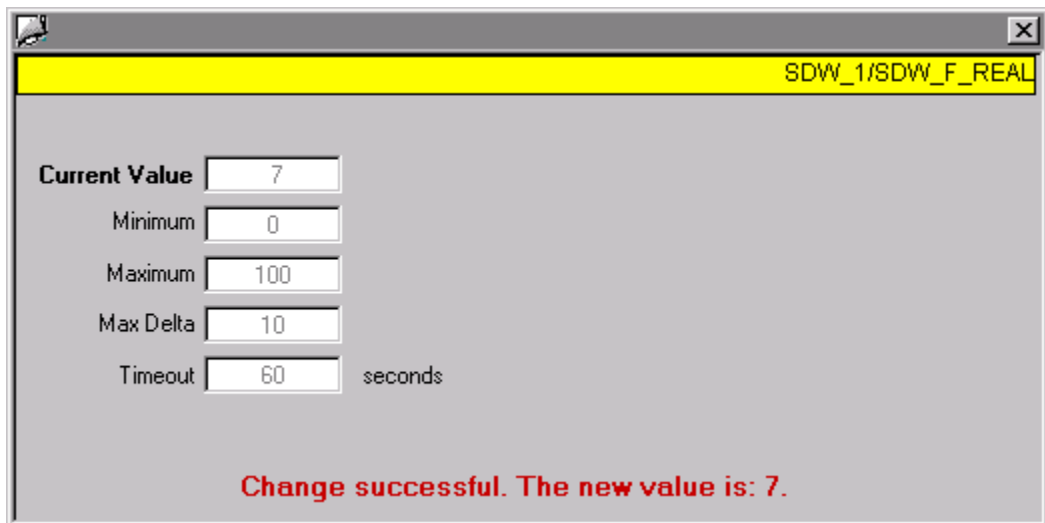 SDW_1/SDW_F_REAL
Current Value 7
Minimum 0
Maximum 100
Max Delta 10
Timeout 60 seconds
Change successful. The new value is: 7.